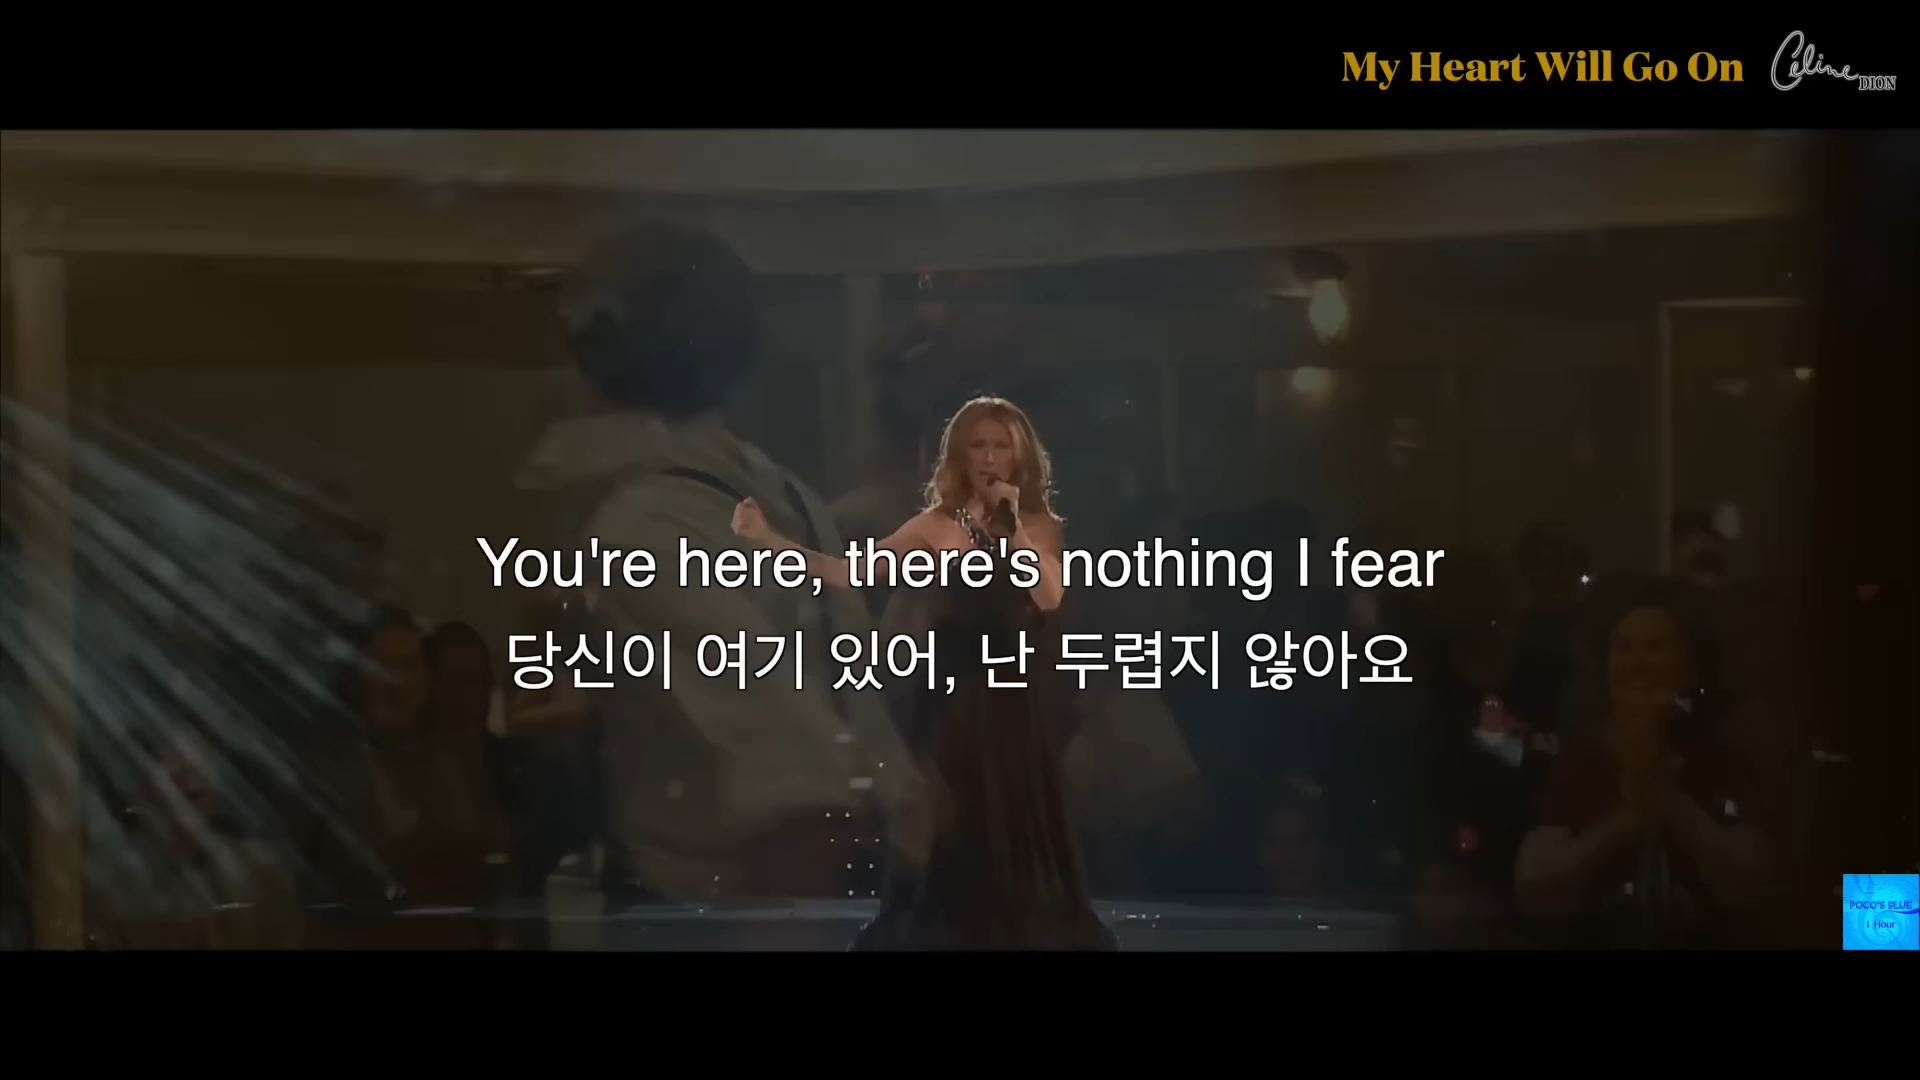 My Heart Will Go On
Celine DION
You're here, there's nothing I fear
당신이 여기 있어, 난 두렵지 않아요
POCO'S BLUE
1 Hour